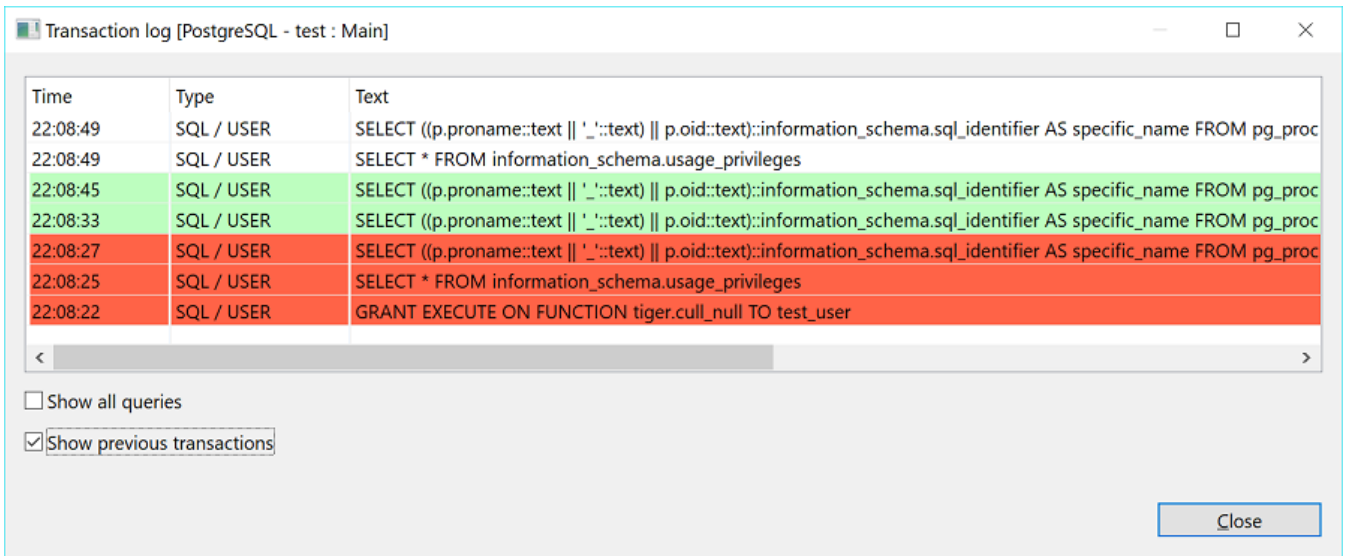 Transaction log [PostgreSQL - test : Main]
Time Type Text
22:08:49 SQL / USER SELECT ((p.proname::text || '_'::text) || p.oid::text)::information_schema.sql_identifier AS specific_name FROM pg_proc
22:08:49 SQL / USER SELECT * FROM information_schema.usage_privileges
22:08:45 SQL / USER SELECT ((p.proname::text || '_'::text) || p.oid::text)::information_schema.sql_identifier AS specific_name FROM pg_proc
22:08:33 SQL / USER SELECT ((p.proname::text || '_'::text) || p.oid::text)::information_schema.sql_identifier AS specific_name FROM pg_proc
22:08:27 SQL / USER SELECT ((p.proname::text || '_'::text) || p.oid::text)::information_schema.sql_identifier AS specific_name FROM pg_proc
22:08:25 SQL / USER SELECT * FROM information_schema.usage_privileges
22:08:22 SQL / USER GRANT EXECUTE ON FUNCTION tiger.cull_null TO test_user
Show all queries
Show previous transactions
Close